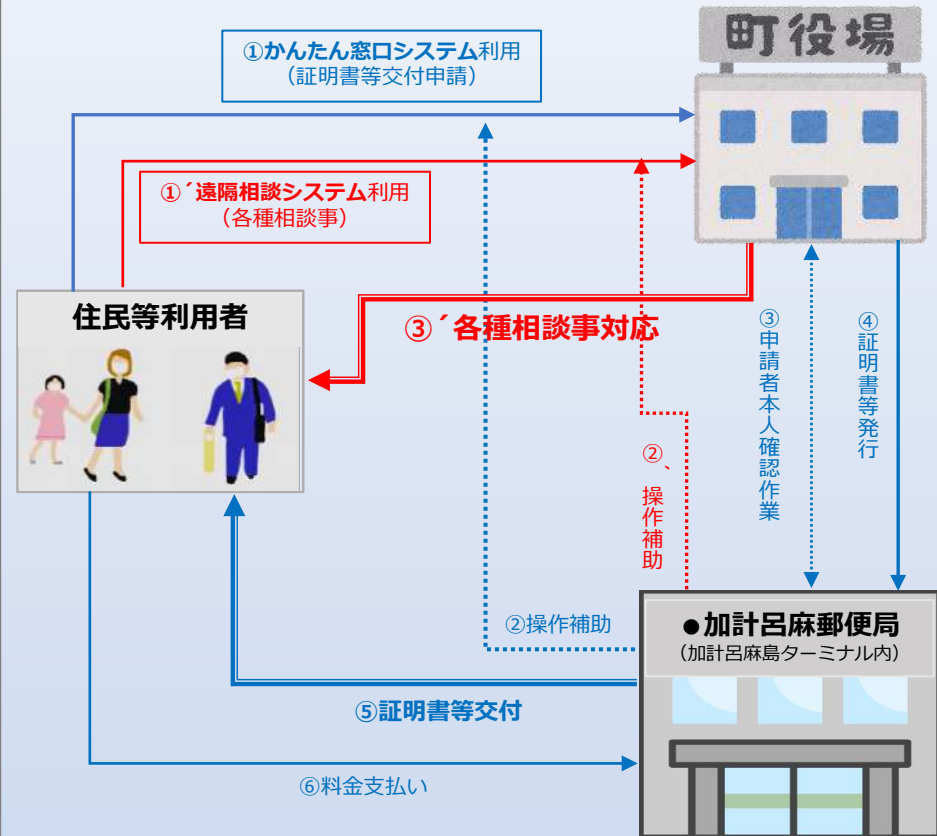 町役場
①かんたん窓口システム利用
（証明書等交付申請）
①´遠隔相談システム利用
（各種相談事）
住民等利用者
③´各種相談事対応
③申請者本人確認作業
④証明書等発行
②、操作補助
②操作補助
●加計呂麻郵便局
（加計呂麻島ターミナル内）
⑤証明書等交付
⑥料金支払い